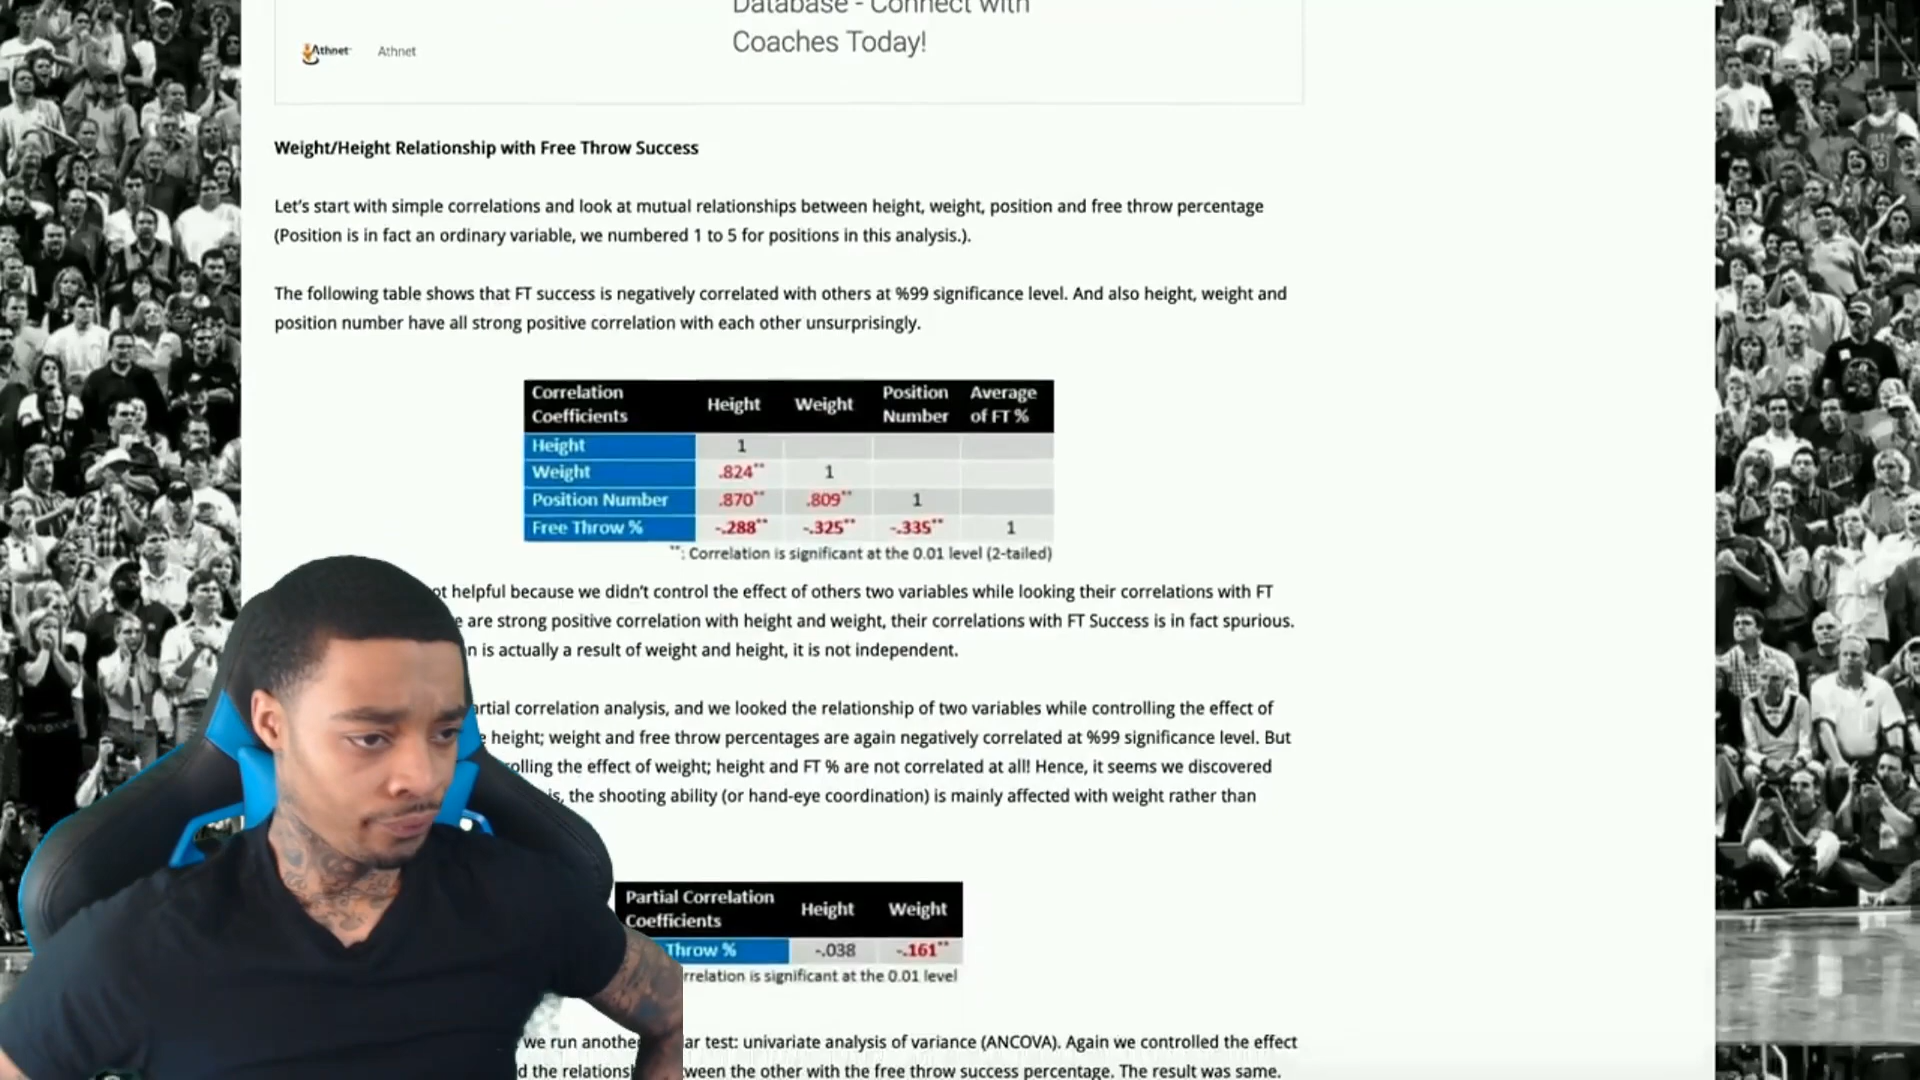 Database - Connect with
Coaches Today!
Athnet Athnet
Weight/Height Relationship with Free Throw Success
Let's start with simple correlations and look at mutual relationships between height, weight, position and free throw percentage
(Position is in fact an ordinary variable, we numbered 1 to 5 for positions in this analysis.).
The following table shows that FT success is negatively correlated with others at %99 significance level. And also height, weight and
position number have all strong positive correlation with each other unsurprisingly.
Correlation Coefficients Height Weight Position Number Average of FT %
Height 1
Weight .824** 1
Position Number .870** .809** 1
Free Throw % -.288** -.325** -.335** 1
**: Correlation is significant at the 0.01 level (2-tailed)
helpful because we didn't control the effect of others two variables while looking their correlations with FT
are strong positive correlation with height and weight, their correlations with FT Success is in fact spurious.
is actually a result of weight and height, it is not independent.
correlation analysis, and we looked the relationship of two variables while controlling the effect of
height; weight and free throw percentages are again negatively correlated at %99 significance level. But
the effect of weight; height and FT % are not correlated at all! Hence, it seems we discovered
the shooting ability (or hand-eye coordination) is mainly affected with weight rather than
Partial Correlation Coefficients Height Weight
Throw % -.038 -.161**
is significant at the 0.01 level
we run another test: univariate analysis of variance (ANCOVA). Again we controlled the effect
the the other with the free throw success percentage. The result was same.